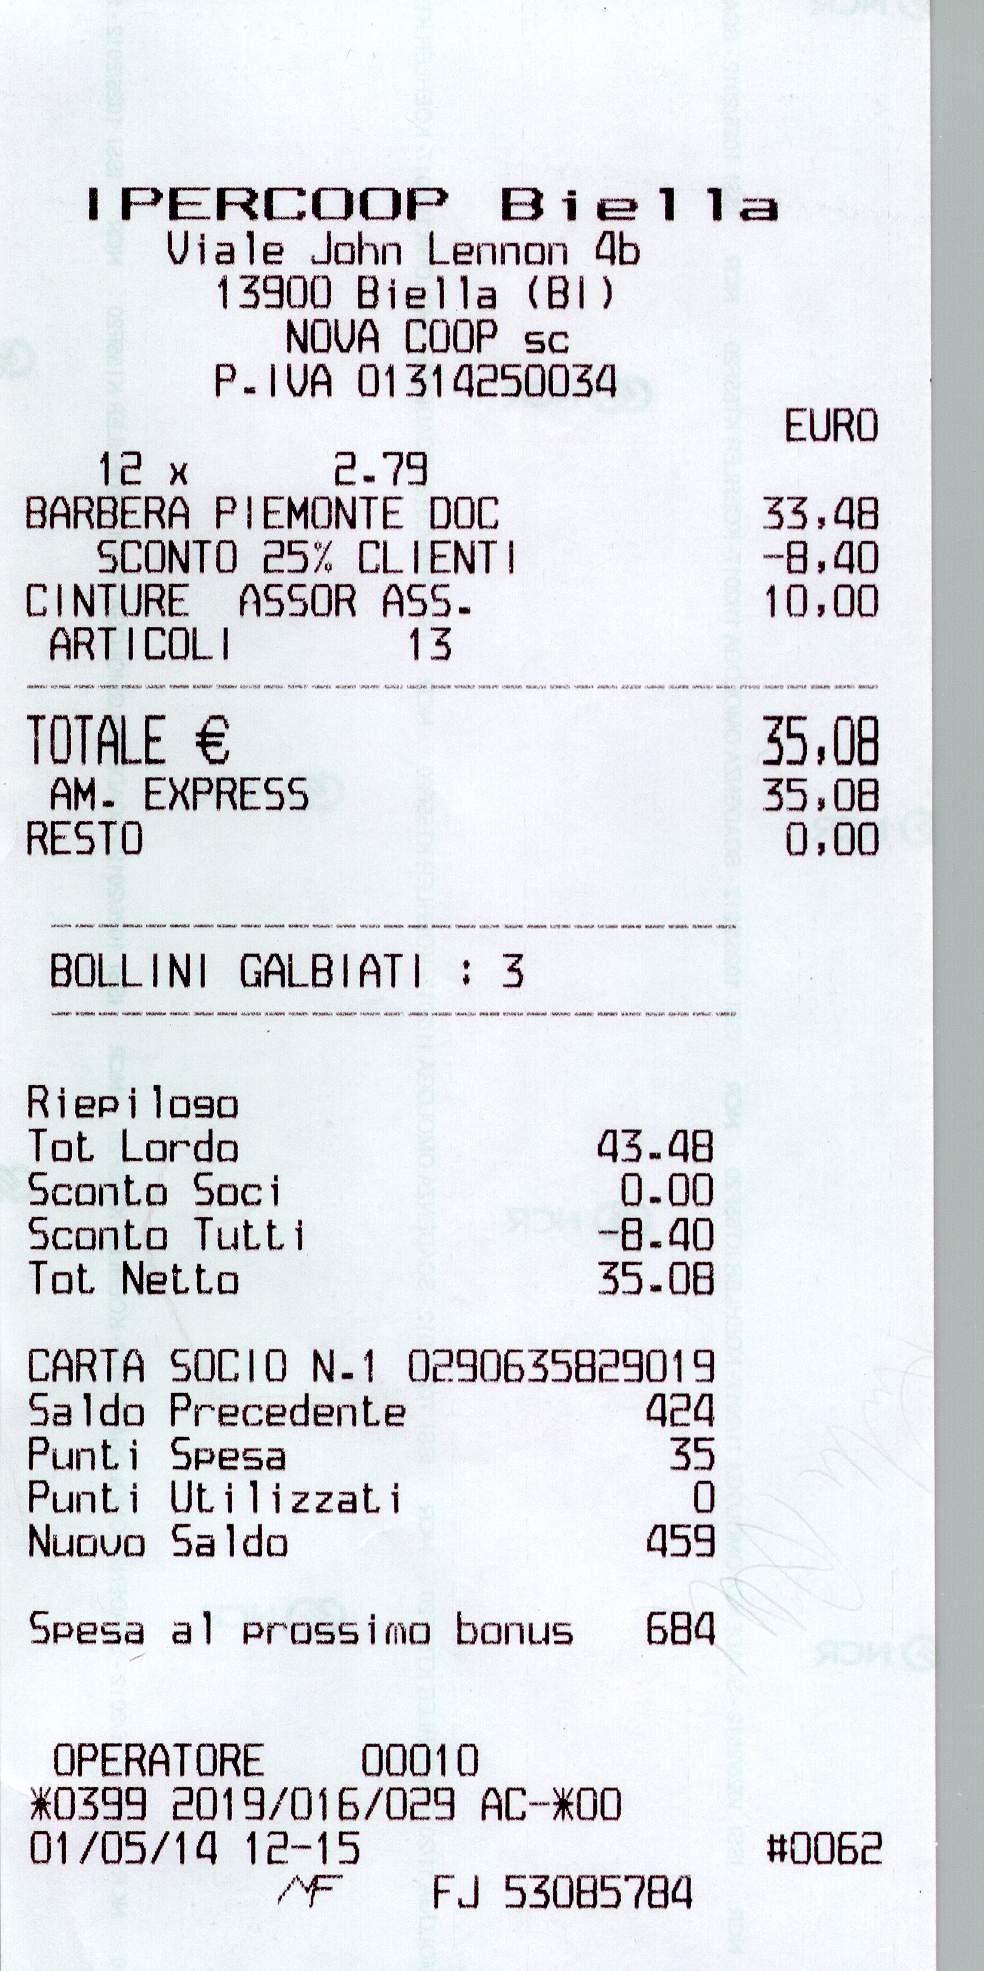 IPERCOOP Biella
Viale John Lennon 4b
13900 Biella (BI)
NOVA COOP sc
P.IVA 01314250034
EURO
12 x 2.79
BARBERA PIEMONTE DOC 33,48
SCONTO 25% CLIENTI -8,40
CINTURE ASSOR ASS. 10,00
ARTICOLI 13
TOTALE € 35,08
AM. EXPRESS 35,08
RESTO 0,00
BOLLINI GALBIATI : 3
Riepilogo
Tot Lordo 43.48
Sconto Soci 0.00
Sconto Tutti -8.40
Tot Netto 35.08
CARTA SOCIO N.1 0290635829019
Saldo Precedente 424
Punti Spesa 35
Punti Utilizzati 0
Nuovo Saldo 459
Spesa al prossimo bonus 684
OPERATORE 00010
*0399 2019/016/029 AC-*00
01/05/14 12-15 #0062
MF FJ 53085784